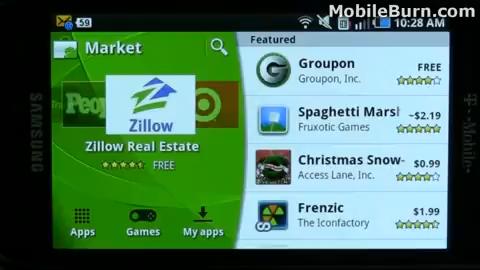 MobileBurn.com
59
10:28 AM
Market
Peop
Zillow
Zillow Real Estate
FREE
Apps
Games
My apps
Featured
Groupon
FREE
Groupon, Inc.
Spaghetti Marsh
~$2.19
Fruxotic Games
Christmas Snow-
$0.99
Access Lane, Inc.
Frenzic
$1.99
The Iconfactory
SAMSUNG
T·Mobile